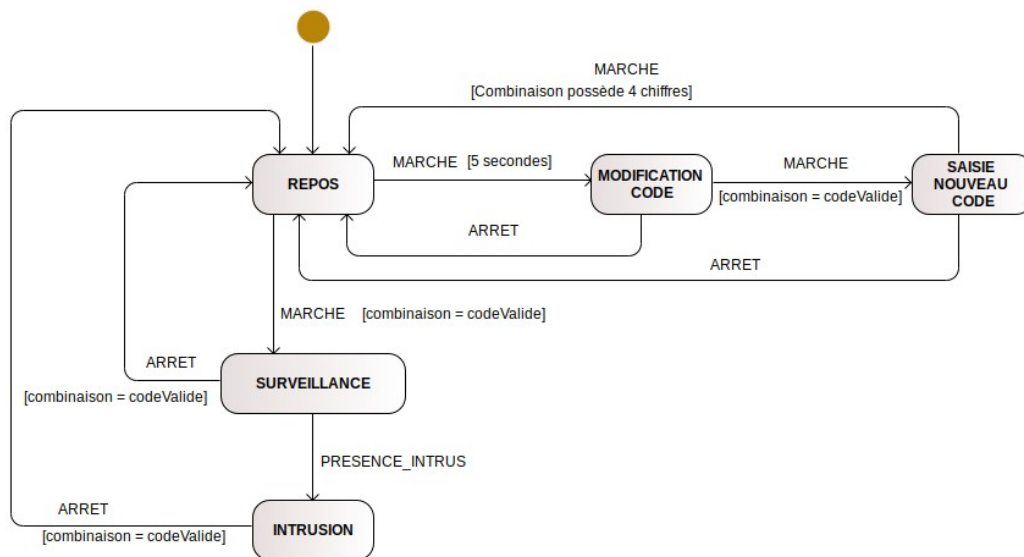 MARCHE
[Combinaison possède 4 chiffres]
REPOS
MARCHE [5 secondes]
MODIFICATION
CODE
MARCHE
[combinaison = codeValide]
SAISIE
NOUVEAU
CODE
ARRET
ARRET
MARCHE [combinaison = codeValide]
ARRET
[combinaison = codeValide]
SURVEILLANCE
PRESENCE_INTRUS
ARRET
[combinaison = codeValide]
INTRUSION